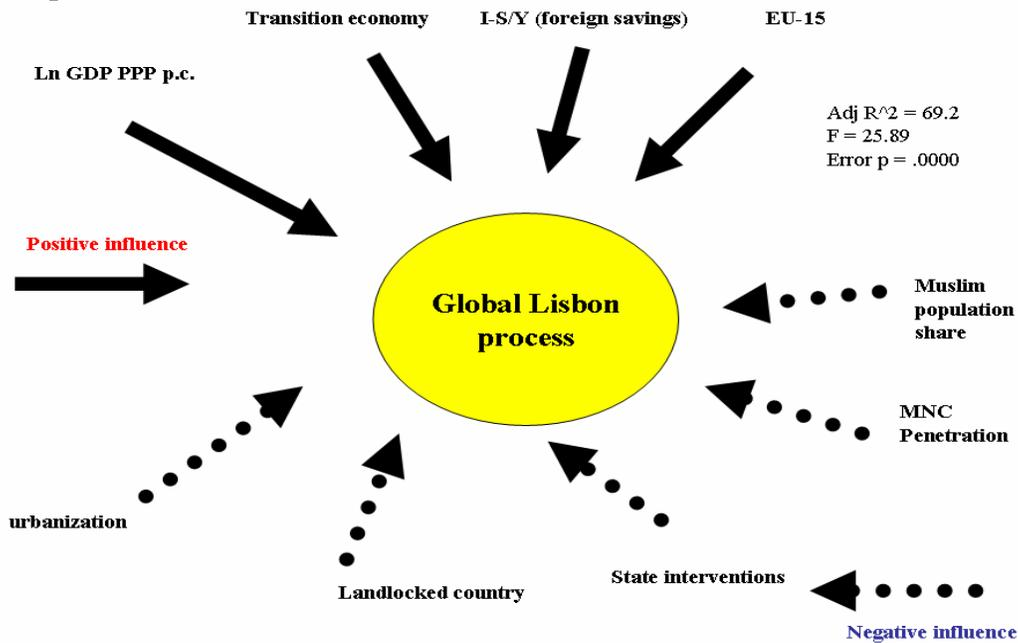 Transition economy
I-S/Y (foreign savings)
EU-15
Ln GDP PPP p.c.
Adj R^2 = 69.2
F = 25.89
Error p = .0000
Positive influence
Global Lisbon
process
Muslim
population
share
MNC
Penetration
urbanization
Landlocked country
State interventions
Negative influence